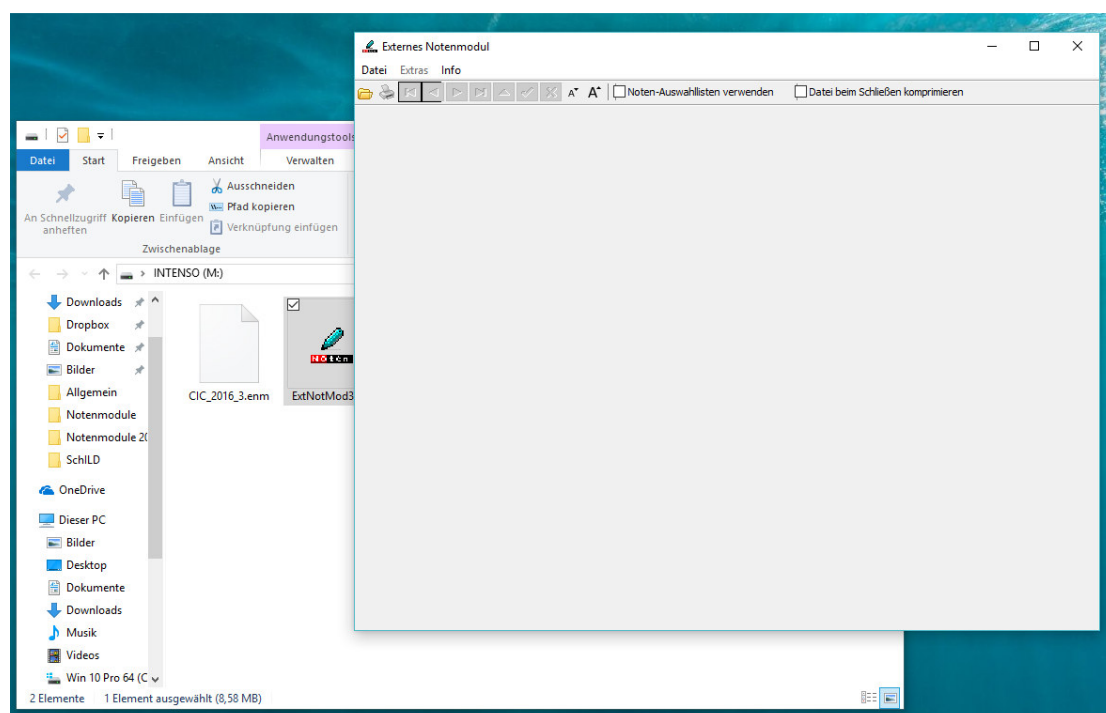 Externes Notenmodul
Datei Extras Info
A A Noten-Auswahllisten verwenden Datei beim Schließen komprimieren
Anwendungstools
Datei Start Freigeben Ansicht Verwalten
An Schnellzugriff anheften
Kopieren
Einfügen
Ausschneiden
Pfad kopieren
Verknüpfung einfügen
Zwischenablage
INTENSO (M:)
Downloads
Dropbox
Dokumente
Bilder
Allgemein
Notenmodule
Notenmodule 20
SchILD
OneDrive
Dieser PC
Bilder
Desktop
Dokumente
Downloads
Musik
Videos
Win 10 Pro 64 (C
Noten
CIC_2016_3.enm ExtNotMod3
2 Elemente 1 Element ausgewählt (8,58 MB)